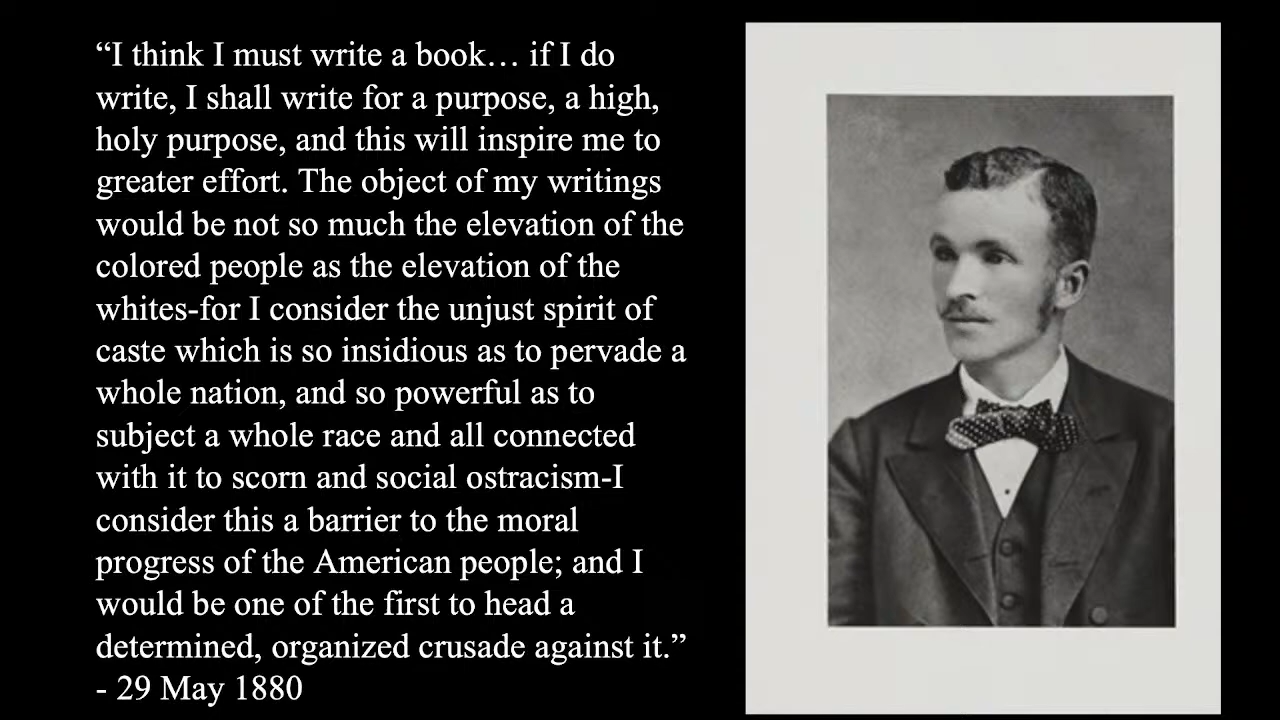 “I think I must write a book… if I do
write, I shall write for a purpose, a high,
holy purpose, and this will inspire me to
greater effort. The object of my writings
would be not so much the elevation of the
colored people as the elevation of the
whites-for I consider the unjust spirit of
caste which is so insidious as to pervade a
whole nation, and so powerful as to
subject a whole race and all connected
with it to scorn and social ostracism-I
consider this a barrier to the moral
progress of the American people; and I
would be one of the first to head a
determined, organized crusade against it.”
- 29 May 1880